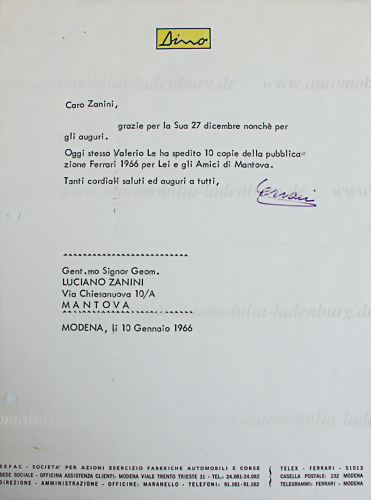 Dino
www.automobilia-ladenburg.de
Caro Zanini,
grazie per la Sua 27 dicembre nonchè per
gli auguri.
Oggi stesso Valerio Le ha spedito 10 copie della pubblica=
zione Ferrari 1966 per Lei e gli Amici di Mantova.
Tanti cordiali saluti ed auguri a tutti,
Ferrari
Gent.mo Signor Geom.
LUCIANO ZANINI
Via Chiesanuova 10/A
MANTOVA
MODENA, li 10 Gennaio 1966
SEFAC - SOCIETA' PER AZIONI ESERCIZIO FABBRICHE AUTOMOBILI E CORSE
SEDE SOCIALE - OFFICINA ASSISTENZA CLIENTI: MODENA VIALE TRENTO TRIESTE 31 - TEL. 24.081-24.082
DIREZIONE - AMMINISTRAZIONE - OFFICINE: MARANELLO - TELEFONI: 91.161-91.162
TELEX - FERRARI - 51013
CASELLA POSTALE: 232 MODENA
TELEGRAMMI: FERRARI - MODENA